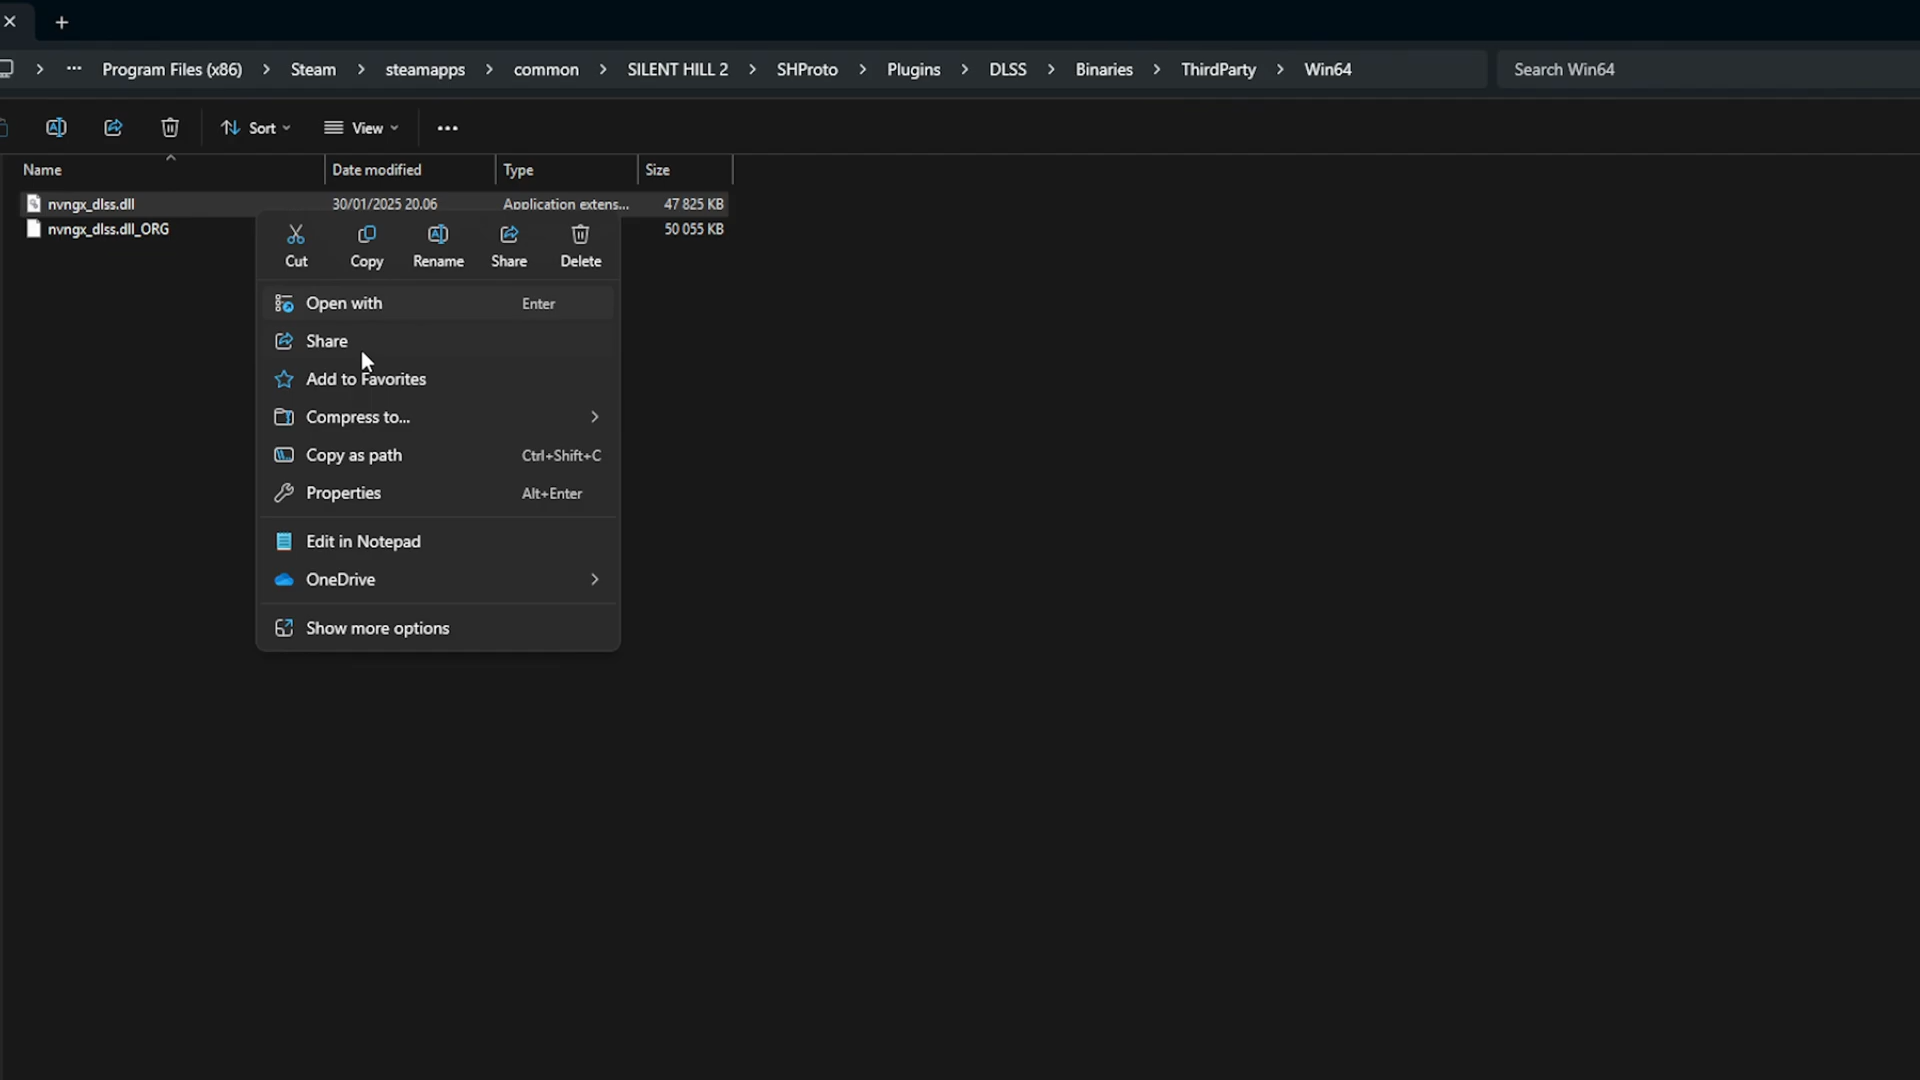 Program Files (x86) > Steam > steamapps > common > SILENT HILL 2 > SHProto > Plugins > DLSS > Binaries > ThirdParty > Win64
Search Win64
Sort
View
Name Date modified Type Size
nvngx_dlss.dll 30/01/2025 20.06 Application extens... 47 825 KB
nvngx_dlss.dll_ORG 50 055 KB
Cut Copy Rename Share Delete
Open with Enter
Share
Add to Favorites
Compress to...
Copy as path Ctrl+Shift+C
Properties Alt+Enter
Edit in Notepad
OneDrive
Show more options